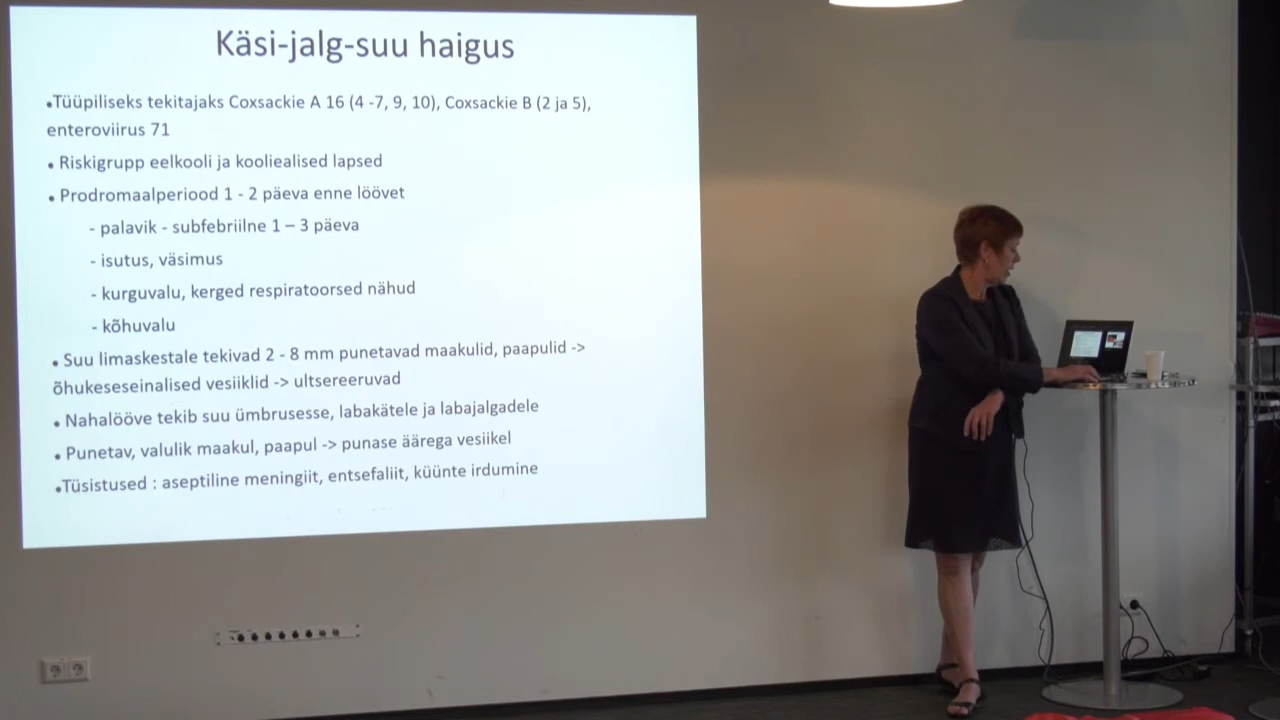 Käsi-jalg-suu haigus
•Tüüpiliseks tekitajaks Coxsackie A 16 (4 -7, 9, 10), Coxsackie B (2 ja 5),
enteroviirus 71
• Riskigrupp eelkooli ja kooliealised lapsed
• Prodromaalperiood 1 - 2 päeva enne löövet
- palavik - subfebriilne 1 – 3 päeva
- isutus, väsimus
- kurguvalu, kerged respiratoorsed nähud
- kõhuvalu
• Suu limaskestale tekivad 2 - 8 mm punetavad maakulid, paapulid ->
õhukeseseinalised vesiiklid -> ultsereeruvad
• Nahalööve tekib suu ümbrusesse, labakätele ja labajalgadele
• Punetav, valulik maakul, paapul -> punase äärega vesiikel
•Tüsistused : aseptiline meningiit, entsefaliit, küünte irdumine